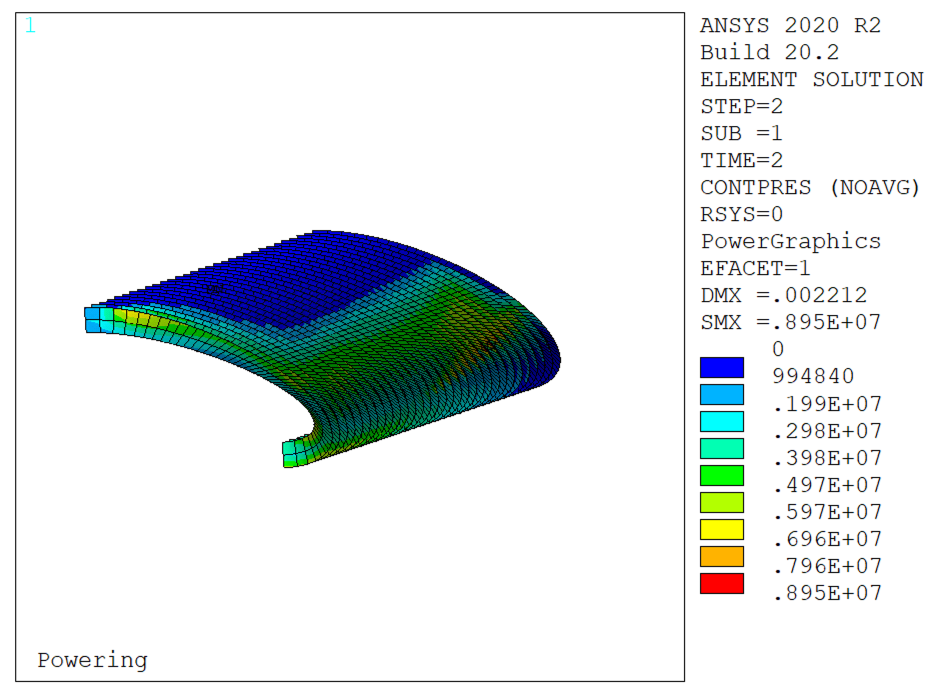 1
ANSYS 2020 R2
Build 20.2
ELEMENT SOLUTION
STEP=2
SUB =1
TIME=2
CONTPRES (NOAVG)
RSYS=0
PowerGraphics
EFACET=1
DMX =.002212
SMX =.895E+07
0
994840
.199E+07
.298E+07
.398E+07
.497E+07
.597E+07
.696E+07
.796E+07
.895E+07
Powering